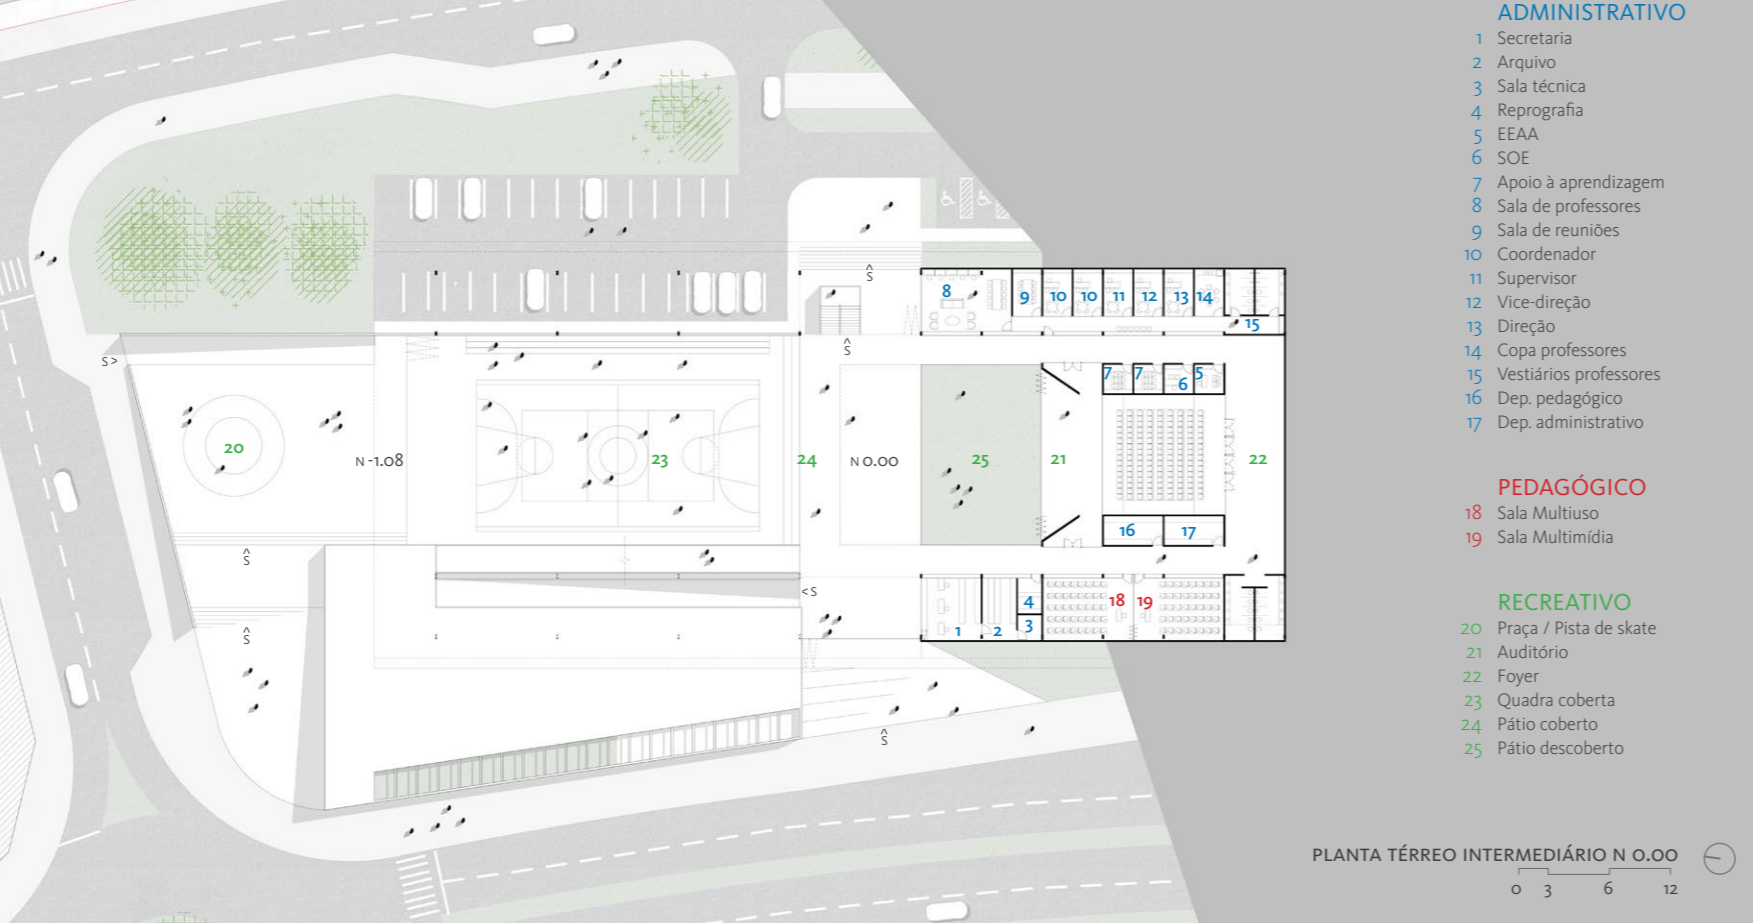 ADMINISTRATIVO
1 Secretaria
2 Arquivo
3 Sala técnica
4 Reprografia
5 EEAA
6 SOE
7 Apoio à aprendizagem
8 Sala de professores
9 Sala de reuniões
10 Coordenador
11 Supervisor
12 Vice-direção
13 Direção
14 Copa professores
15 Vestiários professores
16 Dep. pedagógico
17 Dep. administrativo
PEDAGÓGICO
18 Sala Multiuso
19 Sala Multimídia
RECREATIVO
20 Praça / Pista de skate
21 Auditório
22 Foyer
23 Quadra coberta
24 Pátio coberto
25 Pátio descoberto
PLANTA TÉRREO INTERMEDIÁRIO N 0.00
0 3 6 12
S
8 9 10 10 11 12 13 14
15
S
S >
7 7 6 5
20 N -1.08 23 24 N 0.00 25 21 22
16 17
S
< S
4 18 19
1 2 3
S
S